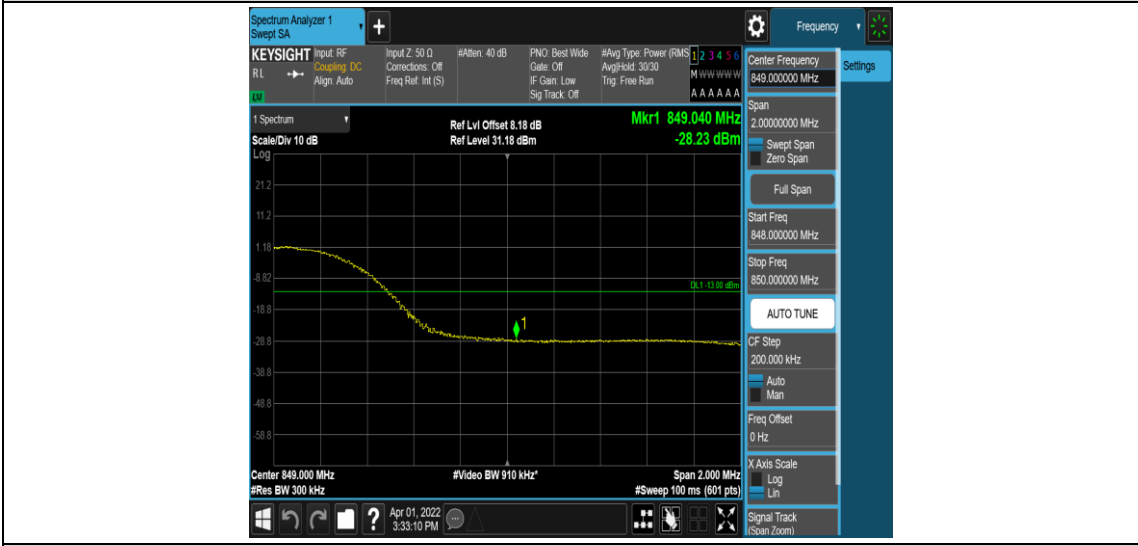 Spectrum Analyzer 1
Swept SA
+
Frequency
KEYSIGHT
RL
Input: RF
Coupling: DC
Align: Auto
Input Z: 50 Ω
Corrections: Off
Freq Ref: Int (S)
#Atten: 40 dB
PNO: Best Wide
Gate: Off
IF Gain: Low
Sig Track: Off
#Avg Type: Power (RMS
Avg|Hold: 30/30
Trig: Free Run
1 2 3 4 5 6
M W W W W W
A A A A A A
1 Spectrum
Scale/Div 10 dB
Log
Ref Lvl Offset 8.18 dB
Ref Level 31.18 dBm
Mkr1 849.040 MHz
-28.23 dBm
21.2
11.2
1.18
-8.82
DL1 -13.00 dBm
-18.8
1
-28.8
-38.8
-48.8
-58.8
Center 849.000 MHz
#Video BW 910 kHz*
Span 2.000 MHz
#Res BW 300 kHz
#Sweep 100 ms (601 pts)
?
Apr 01, 2022
3:33:10 PM
Center Frequency
849.000000 MHz
Settings
Span
2.00000000 MHz
Swept Span
Zero Span
Full Span
Start Freq
848.000000 MHz
Stop Freq
850.000000 MHz
AUTO TUNE
CF Step
200.000 kHz
Auto
Man
Freq Offset
0 Hz
X Axis Scale
Log
Lin
Signal Track
(Span Zoom)